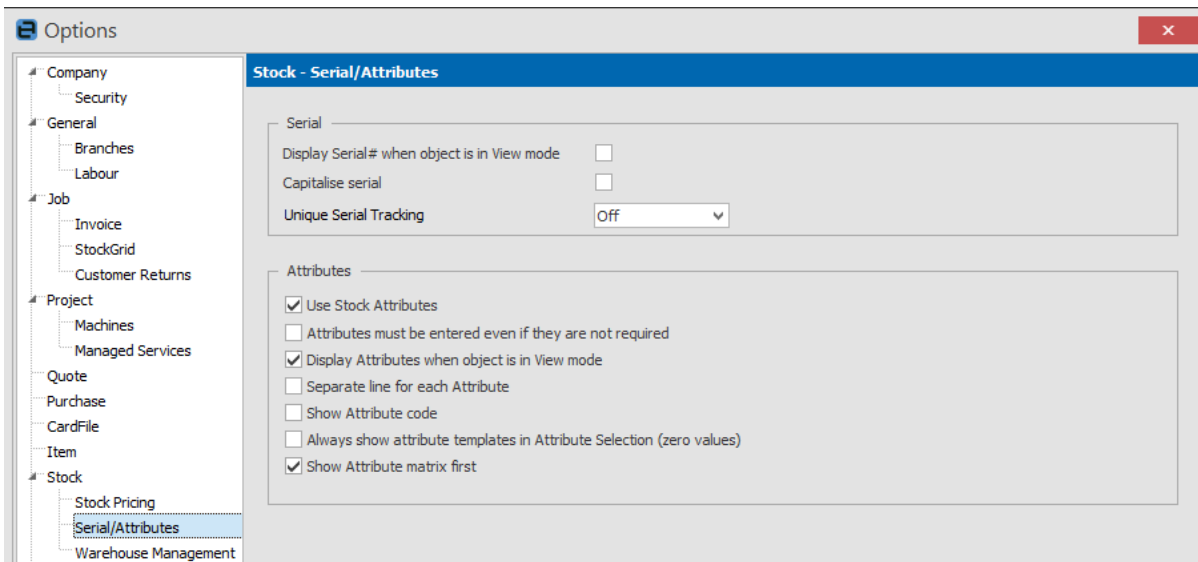 Options
Company
Security
General
Branches
Labour
Job
Invoice
StockGrid
Customer Returns
Project
Machines
Managed Services
Quote
Purchase
CardFile
Item
Stock
Stock Pricing
Serial/Attributes
Warehouse Management
Stock - Serial/Attributes
Serial
Display Serial# when object is in View mode
Capitalise serial
Unique Serial Tracking Off
Attributes
Use Stock Attributes
Attributes must be entered even if they are not required
Display Attributes when object is in View mode
Separate line for each Attribute
Show Attribute code
Always show attribute templates in Attribute Selection (zero values)
Show Attribute matrix first